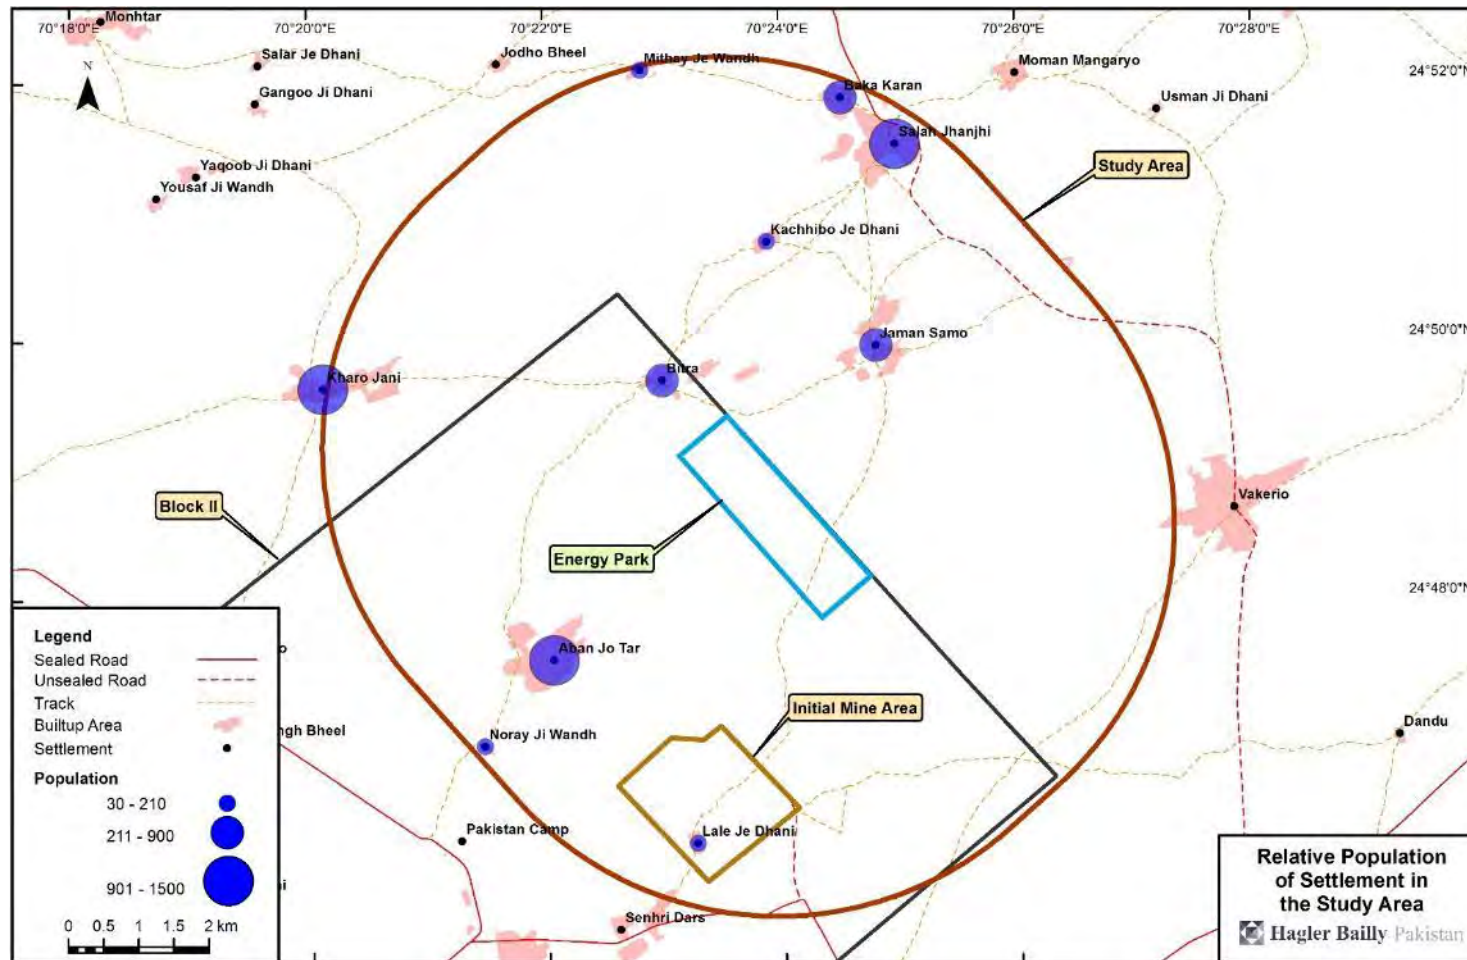 70°18'0"E
70°20'0"E
70°22'0"E
70°24'0"E
70°26'0"E
70°28'0"E
Monhtar
Salar Je Dhani
Jodho Bheel
Mithay Je Wandh
Moman Mangaryo
24°52'0"N
N
Gangoo Ji Dhani
Baka Karan
Usman Ji Dhani
Salah Jhanjhi
Yaqoob Ji Dhani
Study Area
Yousaf Ji Wandh
Kachhibo Je Dhani
Jaman Samo
24°50'0"N
Kharo Jani
Bitra
Block II
Vakerio
Energy Park
24°48'0"N
Aban Jo Tar
Initial Mine Area
Noray Ji Wandh
Dandu
ngh Bheel
Pakistan Camp
Lale Je Dhani
Senhri Dars
Legend
Sealed Road
Unsealed Road
Track
Builtup Area
Settlement
Population
30 - 210
211 - 900
901 - 1500
0 0.5 1 1.5 2 km
Relative Population
of Settlement in
the Study Area
Hagler Bailly Pakistan